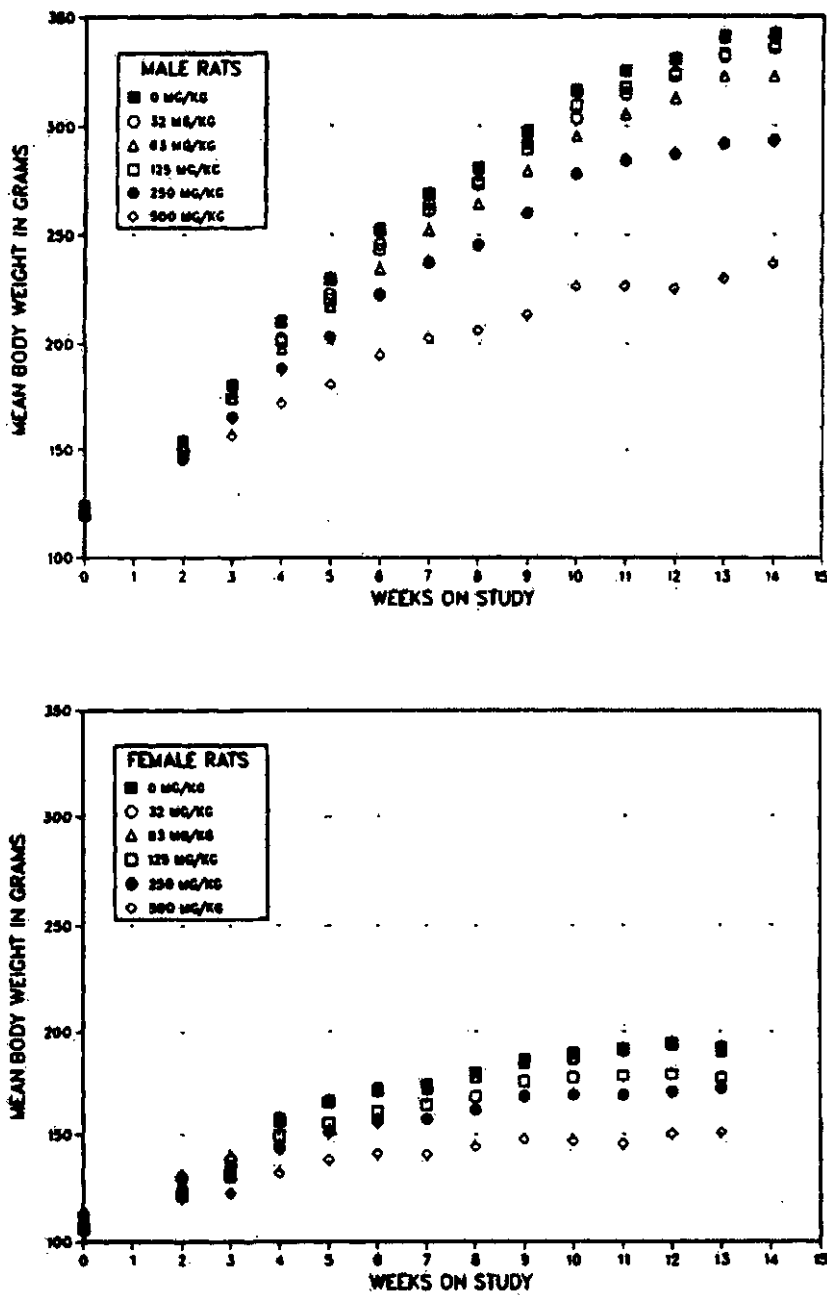 MEAN BODY WEIGHT IN GRAMS
350
300
250
200
150
100
MALE RATS
0 MG/KG
32 MG/KG
63 MG/KG
125 MG/KG
250 MG/KG
500 MG/KG
0 1 2 3 4 5 6 7 8 9 10 11 12 13 14 15
WEEKS ON STUDY
MEAN BODY WEIGHT IN GRAMS
350
300
250
200
150
100
FEMALE RATS
0 MG/KG
32 MG/KG
63 MG/KG
125 MG/KG
250 MG/KG
500 MG/KG
0 1 2 3 4 5 6 7 8 9 10 11 12 13 14 15
WEEKS ON STUDY